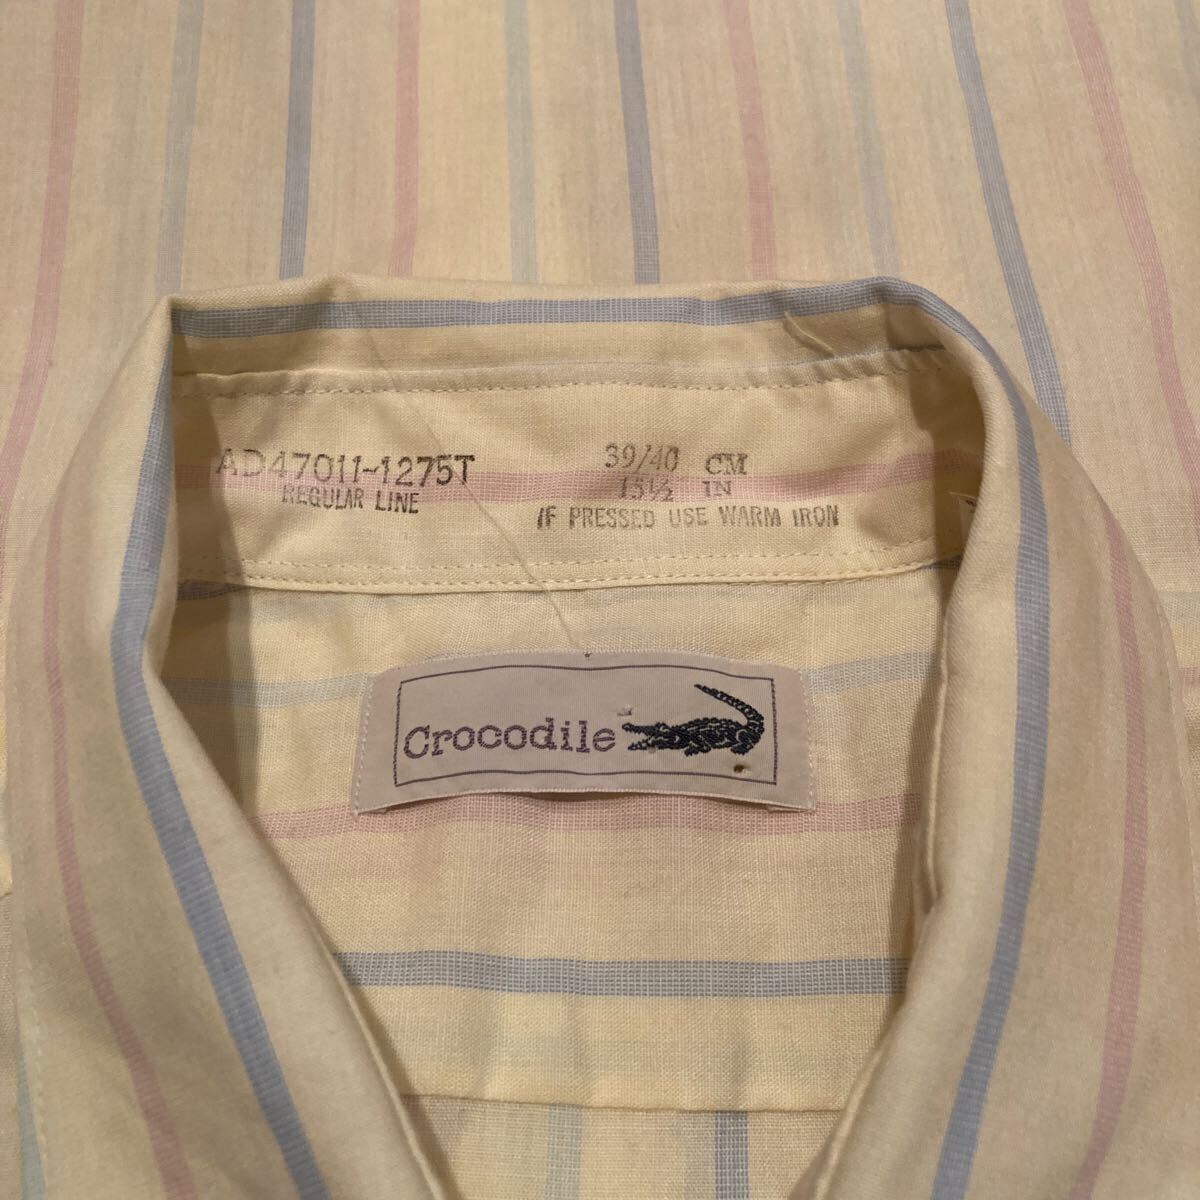 AD47011-1275T
REGULAR LINE
39/40 CM
15½ IN
IF PRESSED USE WARM IRON
Crocodile